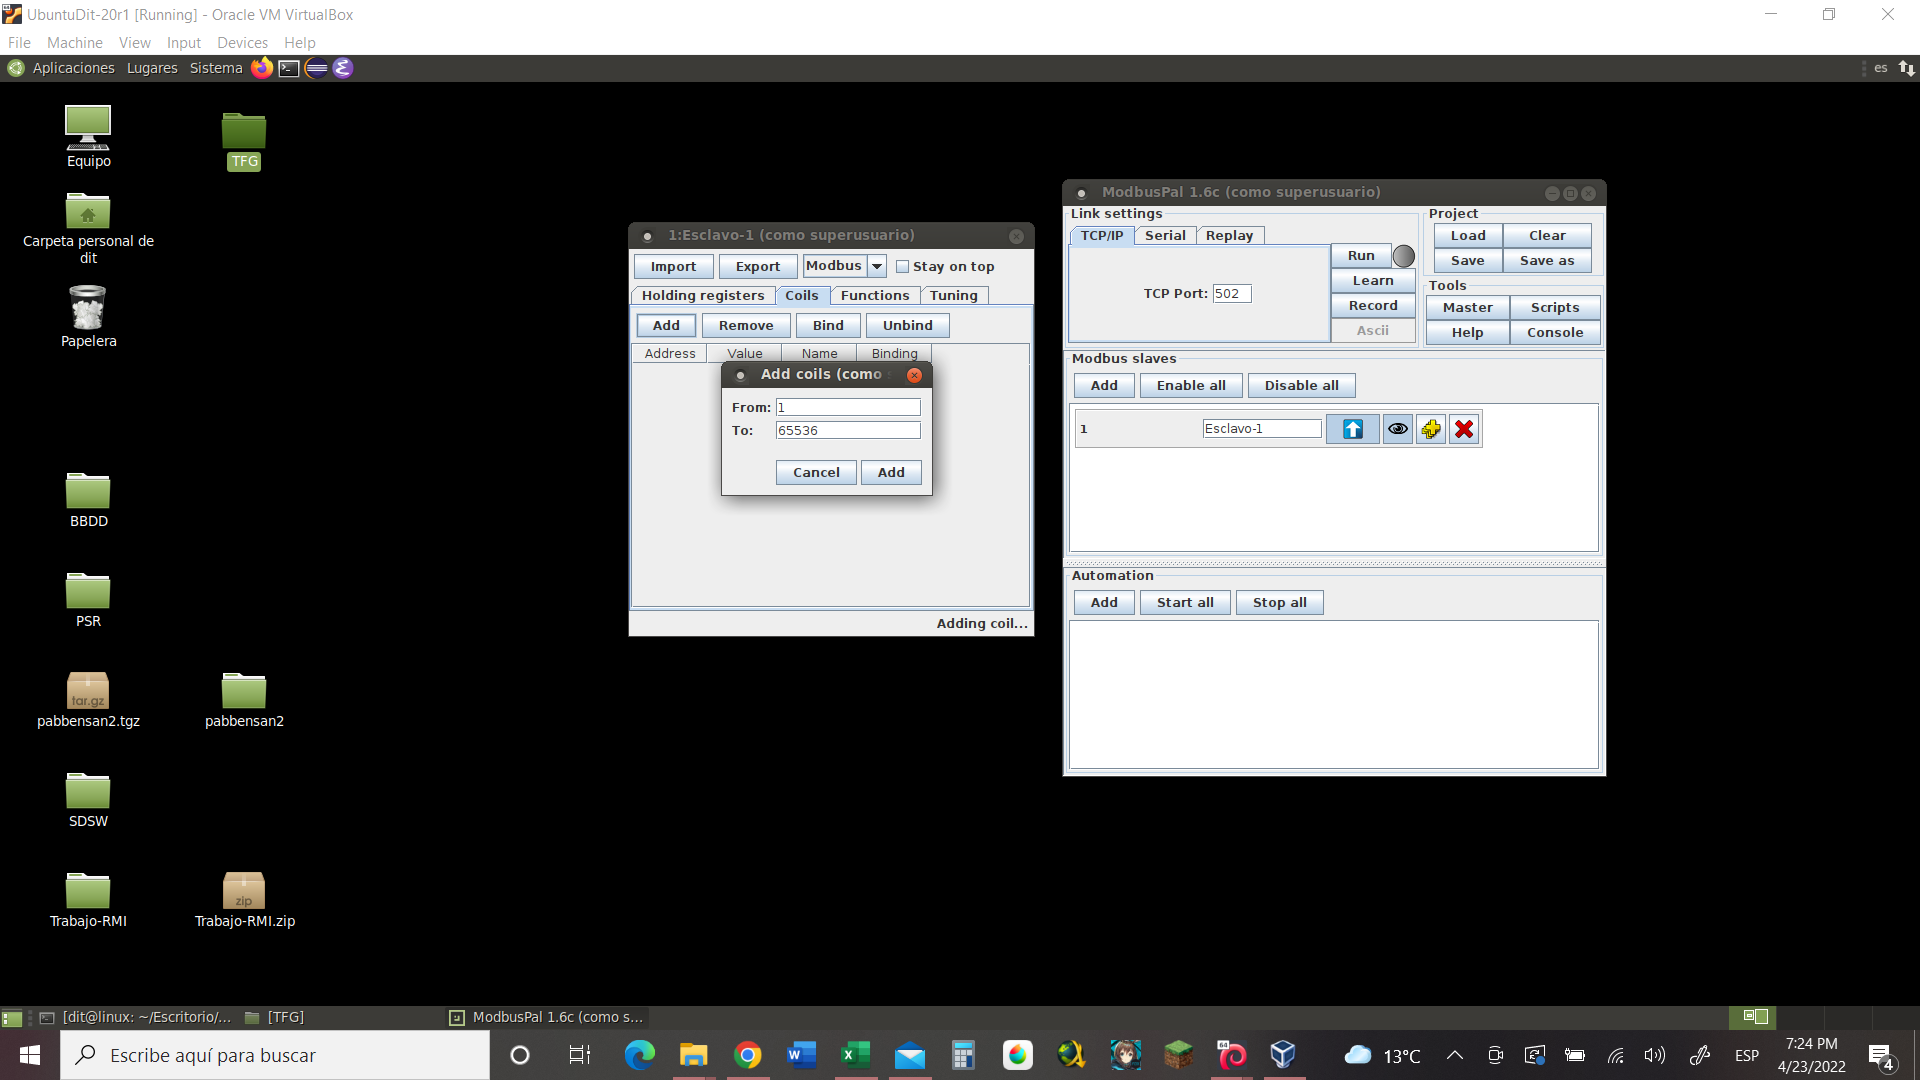 UbuntuDit-20r1 [Running] - Oracle VM VirtualBox
File Machine View Input Devices Help
Aplicaciones Lugares Sistema
es
Equipo
TFG
Carpeta personal de dit
Papelera
BBDD
PSR
tar.gz
pabbensan2.tgz
pabbensan2
SDSW
Trabajo-RMI
zip
Trabajo-RMI.zip
1:Esclavo-1 (como superusuario)
Import Export Modbus Stay on top
Holding registers Coils Functions Tuning
Add Remove Bind Unbind
Address Value Name Binding
Add coils (como
From: 1
To: 65536
Cancel Add
Adding coil...
ModbusPal 1.6c (como superusuario)
Link settings
TCP/IP Serial Replay
TCP Port: 502
Run
Learn
Record
Ascii
Project
Load Clear
Save Save as
Tools
Master Scripts
Help Console
Modbus slaves
Add Enable all Disable all
1 Esclavo-1
Automation
Add Start all Stop all
[dit@linux: ~/Escritorio/... [TFG] ModbusPal 1.6c (como s...
Escribe aquí para buscar
64
13°C
ESP
7:24 PM
4/23/2022
4